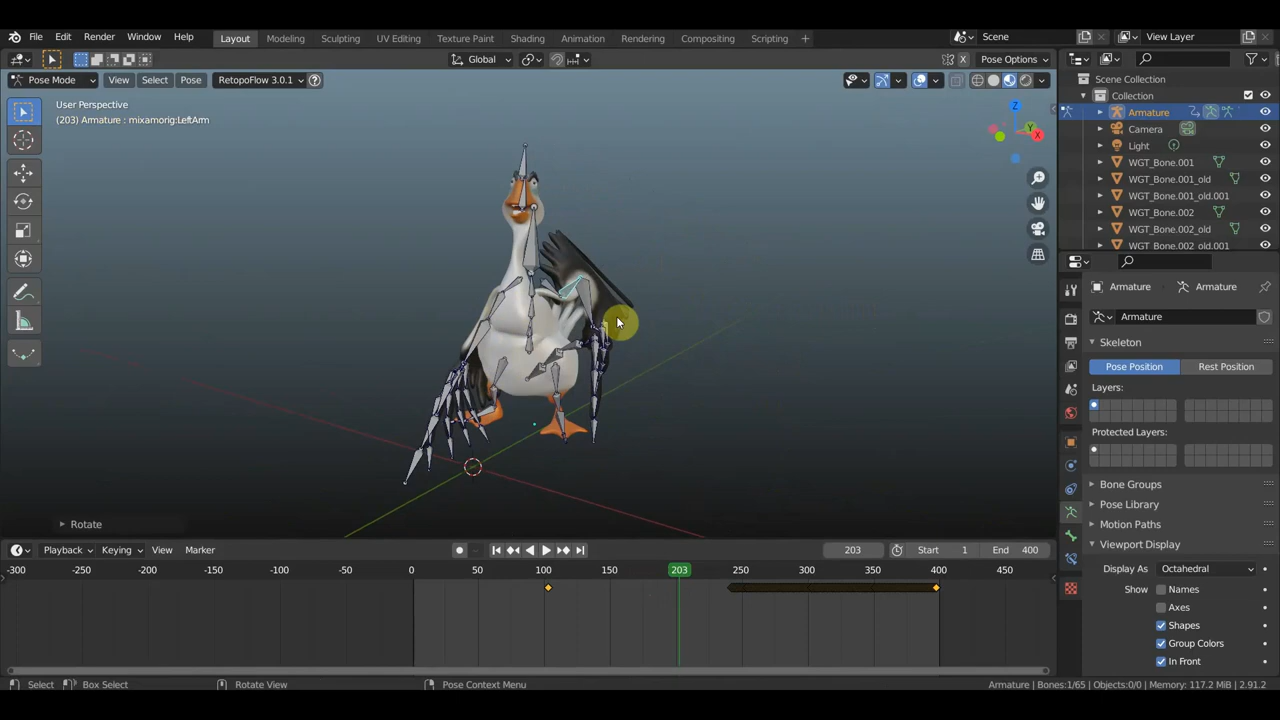 File Edit Render Window Help Layout Modeling Sculpting UV Editing Texture Paint Shading Animation Rendering Compositing Scripting + Scene View Layer
Global Pose Options
Pose Mode View Select Pose RetopoFlow 3.0.1
Scene Collection
Collection
Armature
Camera
Light
WGT_Bone.001
WGT_Bone.001_old
WGT_Bone.001_old.001
WGT_Bone.002
WGT_Bone.002_old
WGT_Bone.002_old.001
User Perspective
(203) Armature : mixamorig:LeftArm
Z
Y
X
Rotate
Armature Armature
Armature
Skeleton
Pose Position Rest Position
Layers:
Protected Layers:
Bone Groups
Pose Library
Motion Paths
Viewport Display
Display As Octahedral
Show Names
Axes
Shapes
Group Colors
In Front
Playback Keying View Marker 203 Start 1 End 400
-300 -250 -200 -150 -100 -50 0 50 100 150 203 250 300 350 400 450
Select Box Select Rotate View Pose Context Menu Armature | Bones:1/65 | Objects:0/0 | Memory: 117.2 MiB | 2.91.2